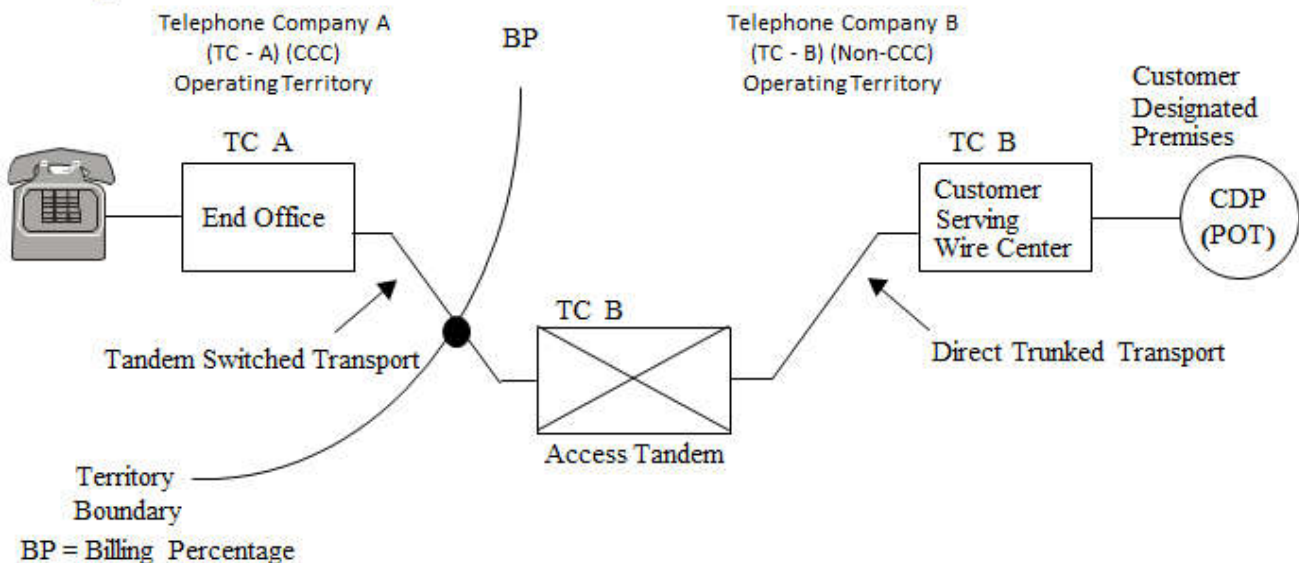 Telephone Company A
(TC - A) (CCC)
Operating Territory
BP
Telephone Company B
(TC - B) (Non-CCC)
Operating Territory
Customer
Designated
Premises
TC A
End Office
TC B
Customer
Serving
Wire Center
CDP
(POT)
Tandem Switched Transport
TC B
Access Tandem
Direct Trunked Transport
Territory
Boundary
BP = Billing Percentage